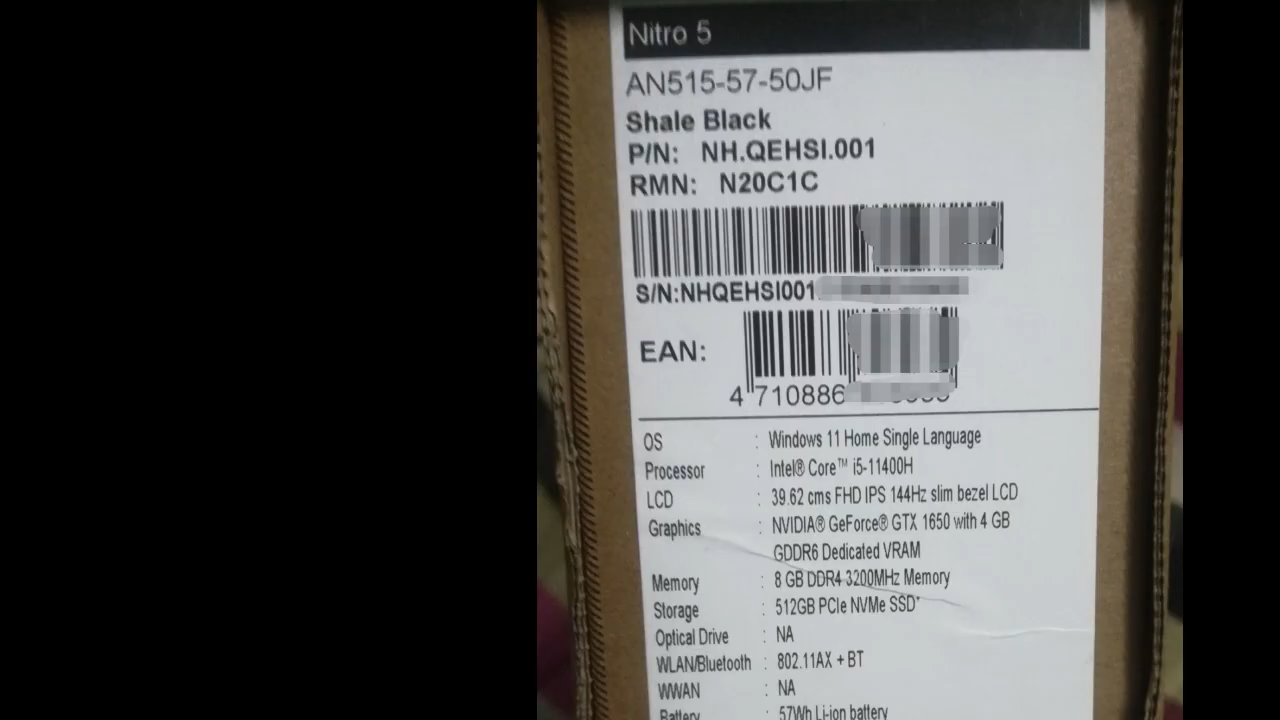 Nitro 5
AN515-57-50JF
Shale Black
P/N: NH.QEHSI.001
RMN: N20C1C
S/N:NHQEHSI001
EAN:
4 710886
OS : Windows 11 Home Single Language
Processor : Intel® Core™ i5-11400H
LCD : 39.62 cms FHD IPS 144Hz slim bezel LCD
Graphics : NVIDIA® GeForce® GTX 1650 with 4 GB
GDDR6 Dedicated VRAM
Memory : 8 GB DDR4 3200MHz Memory
Storage : 512GB PCIe NVMe SSD*
Optical Drive : NA
WLAN/Bluetooth : 802.11AX + BT
WWAN : NA
Battery : 57Wh Li-ion battery